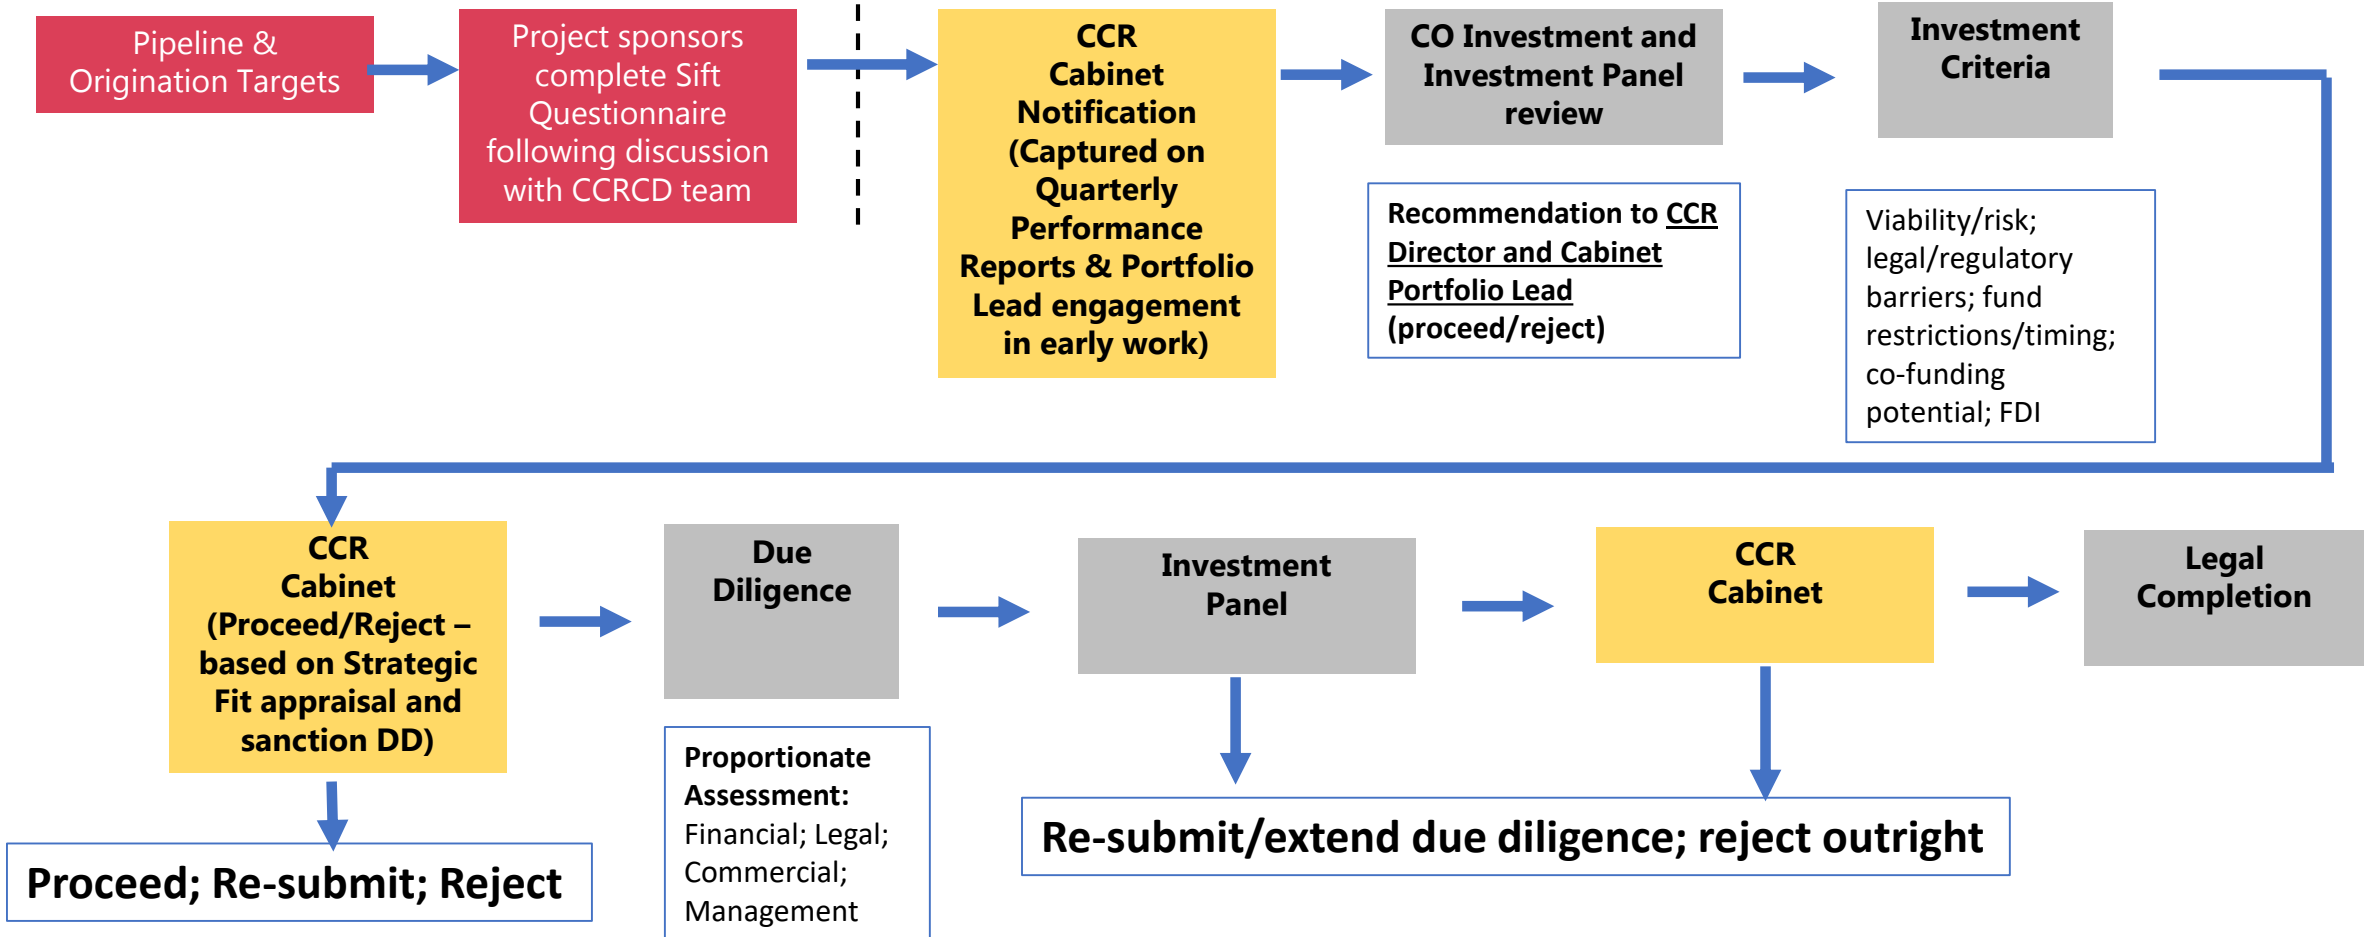 Pipeline &
Origination Targets
Project sponsors
complete Sift
Questionnaire
following discussion
with CCRCD team
CCR
Cabinet
Notification
(Captured on
Quarterly
Performance
Reports & Portfolio
Lead engagement
in early work)
CO Investment and
Investment Panel
review
Recommendation to CCR
Director and Cabinet
Portfolio Lead
(proceed/reject)
Investment
Criteria
Viability/risk;
legal/regulatory
barriers; fund
restrictions/timing;
co-funding
potential; FDI
CCR
Cabinet
(Proceed/Reject –
based on Strategic
Fit appraisal and
sanction DD)
Proceed; Re-submit; Reject
Due
Diligence
Proportionate
Assessment:
Financial; Legal;
Commercial;
Management
Investment
Panel
CCR
Cabinet
Re-submit/extend due diligence; reject outright
Legal
Completion